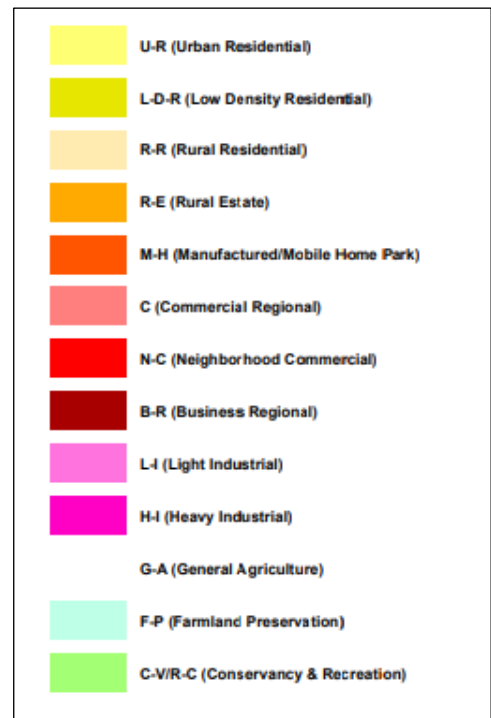 U-R (Urban Residential)
L-D-R (Low Density Residential)
R-R (Rural Residential)
R-E (Rural Estate)
M-H (Manufactured/Mobile Home Park)
C (Commercial Regional)
N-C (Neighborhood Commercial)
B-R (Business Regional)
L-I (Light Industrial)
H-I (Heavy Industrial)
G-A (General Agriculture)
F-P (Farmland Preservation)
C-V/R-C (Conservancy & Recreation)